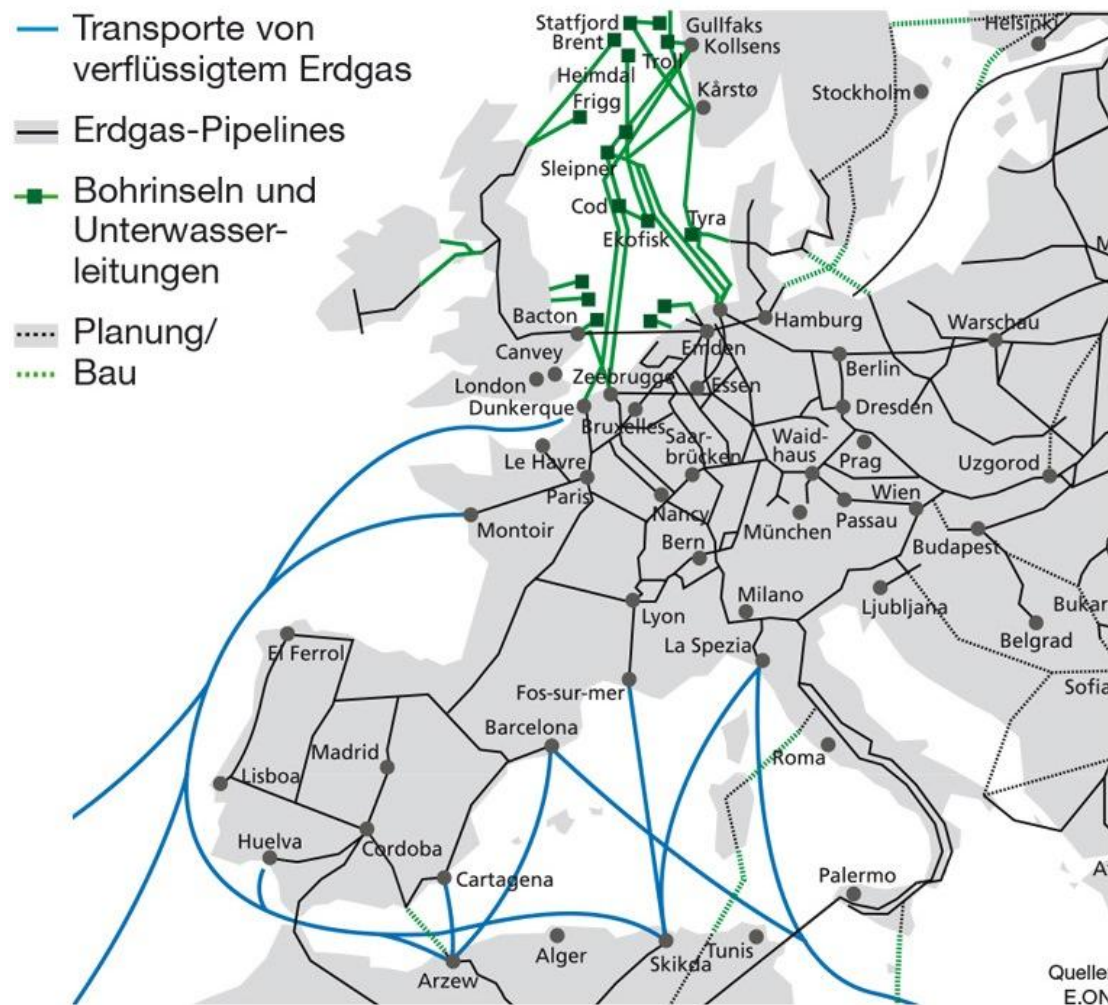 Transporte von
verflüssigtem Erdgas
Erdgas-Pipelines
Bohrinseln und
Unterwasser-
leitungen
Planung/
Bau
Statfjord
Gullfaks
Helsinki
Brent
Kollsens
Troll
Heimdal
Kårstø
Stockholm
Frigg
Sleipner
Cod
Tyra
Ekofisk
Bacton
Hamburg
Warschau
Canvey
Emden
Berlin
London
Zeebrugge
Essen
Dunkerque
Bruxelles
Dresden
Saar-
brücken
Waid-
haus
Prag
Le Havre
Uzgorod
Paris
Wien
Nancy
Passau
München
Montoir
Bern
Budapest
Milano
Ljubljana
Lyon
Bukar
Belgrad
La Spezia
El Ferrol
Fos-sur-mer
Sofia
Barcelona
Madrid
Roma
Lisboa
Huelva
Cordoba
Cartagena
Palermo
Alger
Tunis
Skikda
Arzew
Quelle
E.ON